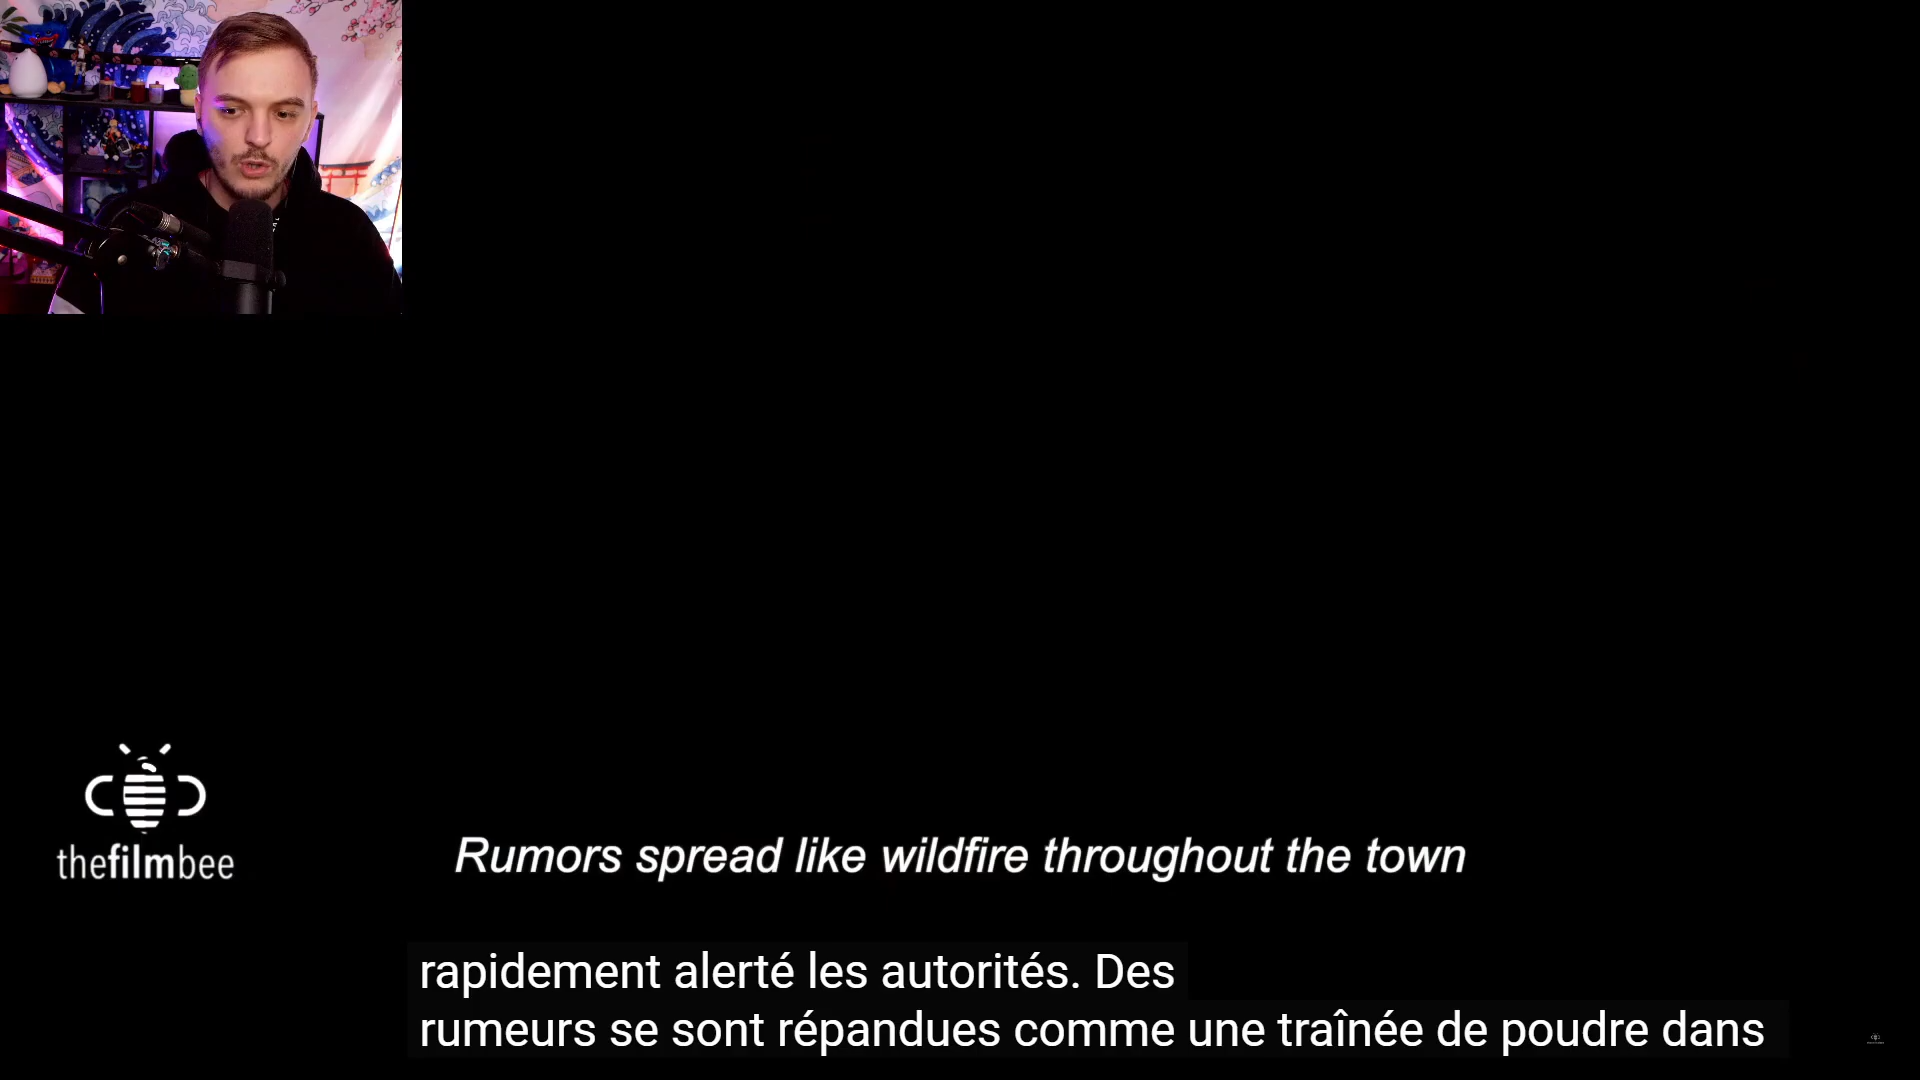 thefilmbee
Rumors spread like wildfire throughout the town
rapidement alerté les autorités. Des
rumeurs se sont répandues comme une traînée de poudre dans